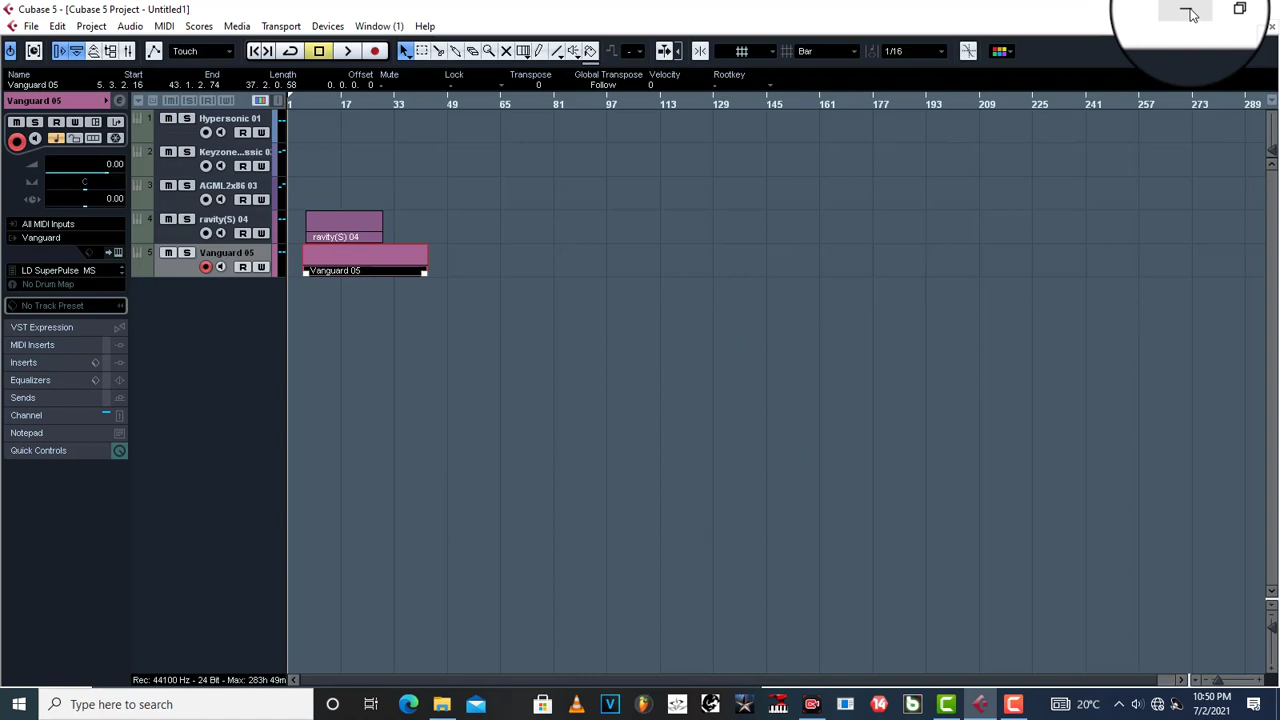 Cubase 5 - [Cubase 5 Project - Untitled1]
File Edit Project Audio MIDI Scores Media Transport Devices Window (1) Help
Touch Bar 1/16
Name Start End Length Offset Mute Lock Transpose Global Transpose Velocity Rootkey
Vanguard 05 5. 3. 2. 16 43. 1. 2. 74 37. 2. 0. 58 0. 0. 0. 0 - - - 0 Follow 0 -
Vanguard 05
1 17 33 49 65 81 97 113 129 145 161 177 193 209 225 241 257 273 289
M S R W
0.00
C
0.00
All MIDI Inputs
Vanguard
LD SuperPulse MS
No Drum Map
No Track Preset
VST Expression
MIDI Inserts
Inserts
Equalizers
Sends
Channel
Notepad
Quick Controls
M S R W
1 M S Hypersonic 01
R W
2 M S Keyzone...ssic 0
R W
3 M S AGML2x86 03
R W
4 M S ravity(S) 04
R W
5 M S Vanguard 05
R W
ravity(S) 04
Vanguard 05
Rec: 44100 Hz - 24 Bit - Max: 283h 49m
Type here to search
V
14
20°C
10:50 PM
7/2/2021